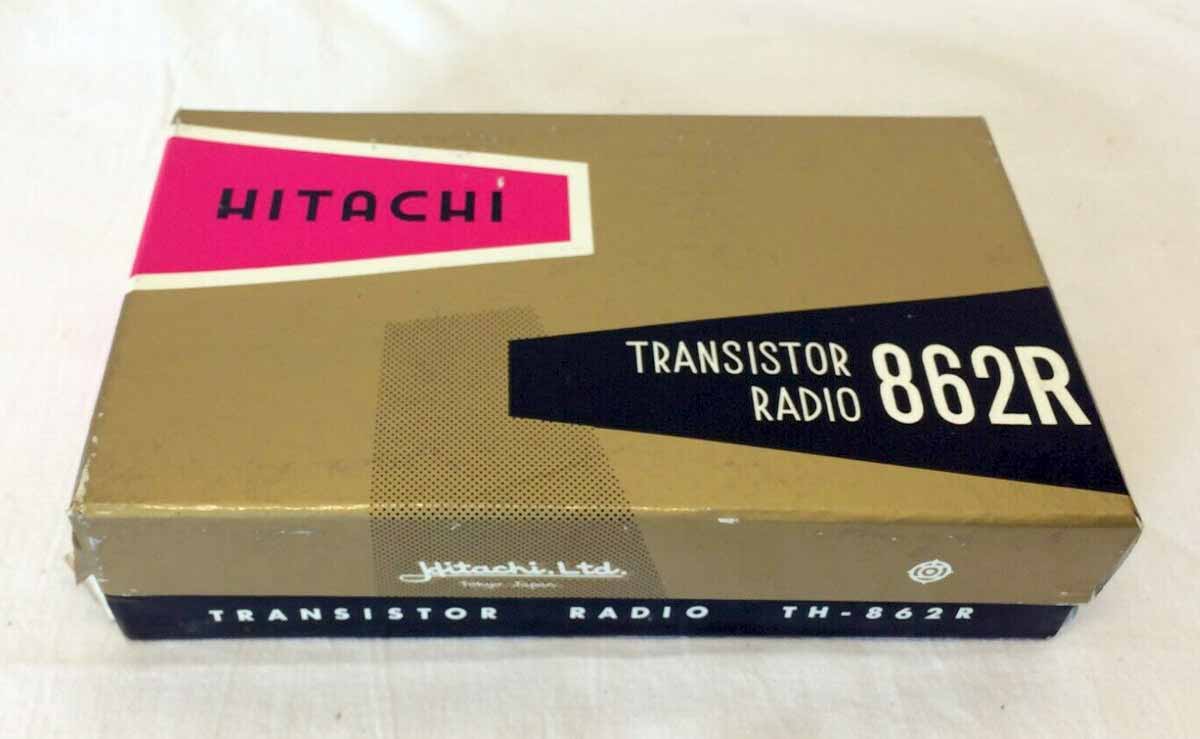 HITACHI
TRANSISTOR
RADIO 862R
Hitachi, Ltd.
Tokyo Japan
TRANSISTOR RADIO TH-862R